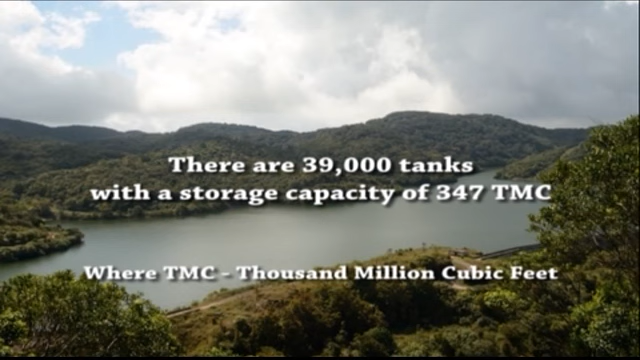 There are 39,000 tanks
with a storage capacity of 347 TMC
Where TMC - Thousand Million Cubic Feet